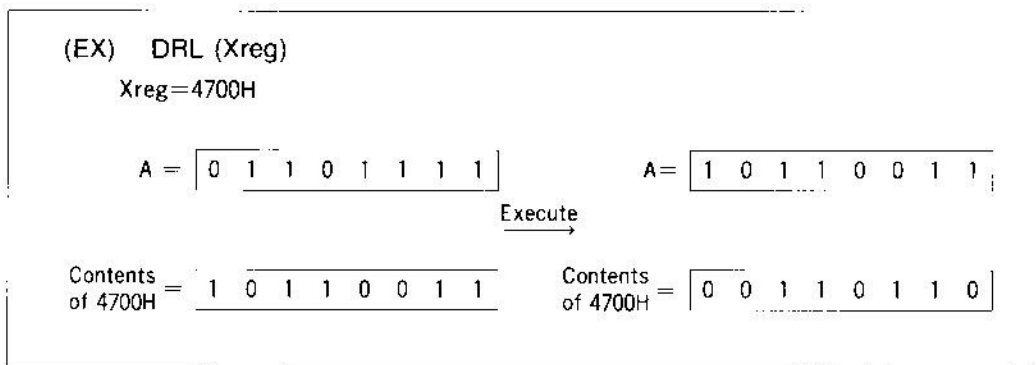 (EX) DRL (Xreg)
Xreg=4700H
A = 0 1 1 0 1 1 1 1
A= 1 0 1 1 0 0 1 1
Execute
Contents of 4700H = 1 0 1 1 0 0 1 1
Contents of 4700H = 0 0 1 1 0 1 1 0